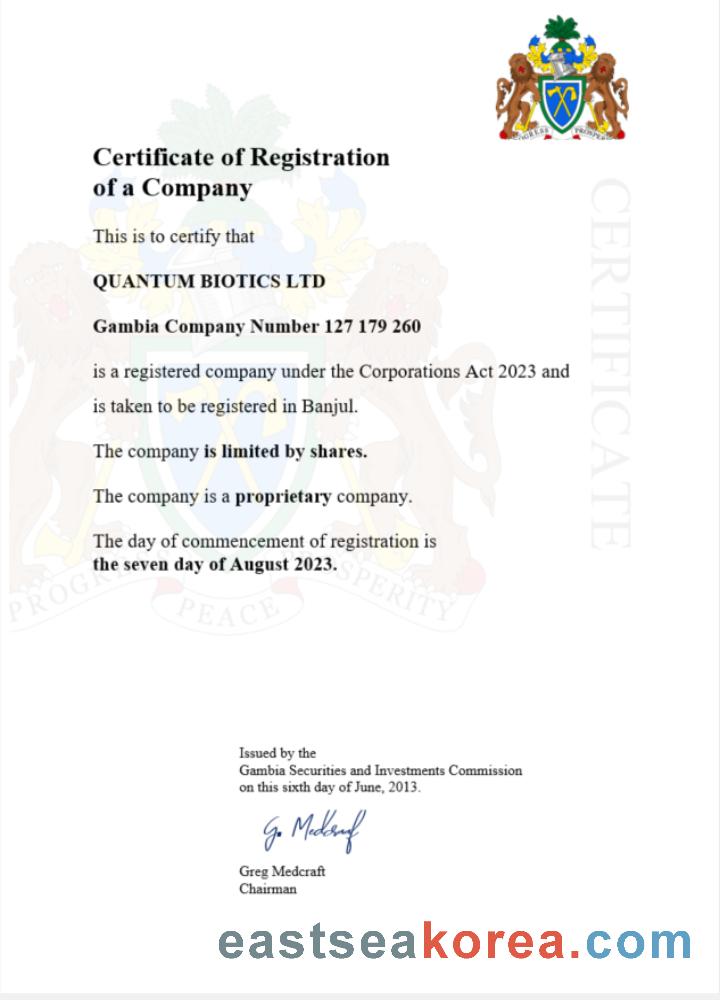 Certificate of Registration
of a Company
This is to certify that
QUANTUM BIOTICS LTD
Gambia Company Number 127 179 260
is a registered company under the Corporations Act 2023 and
is taken to be registered in Banjul.
The company is limited by shares.
The company is a proprietary company.
The day of commencement of registration is
the seven day of August 2023.
CERTIFICATE
PROGRESS PEACE PROSPERITY
Issued by the
Gambia Securities and Investments Commission
on this sixth day of June, 2013.
G. Medcraf
Greg Medcraft
Chairman
eastseakorea.com